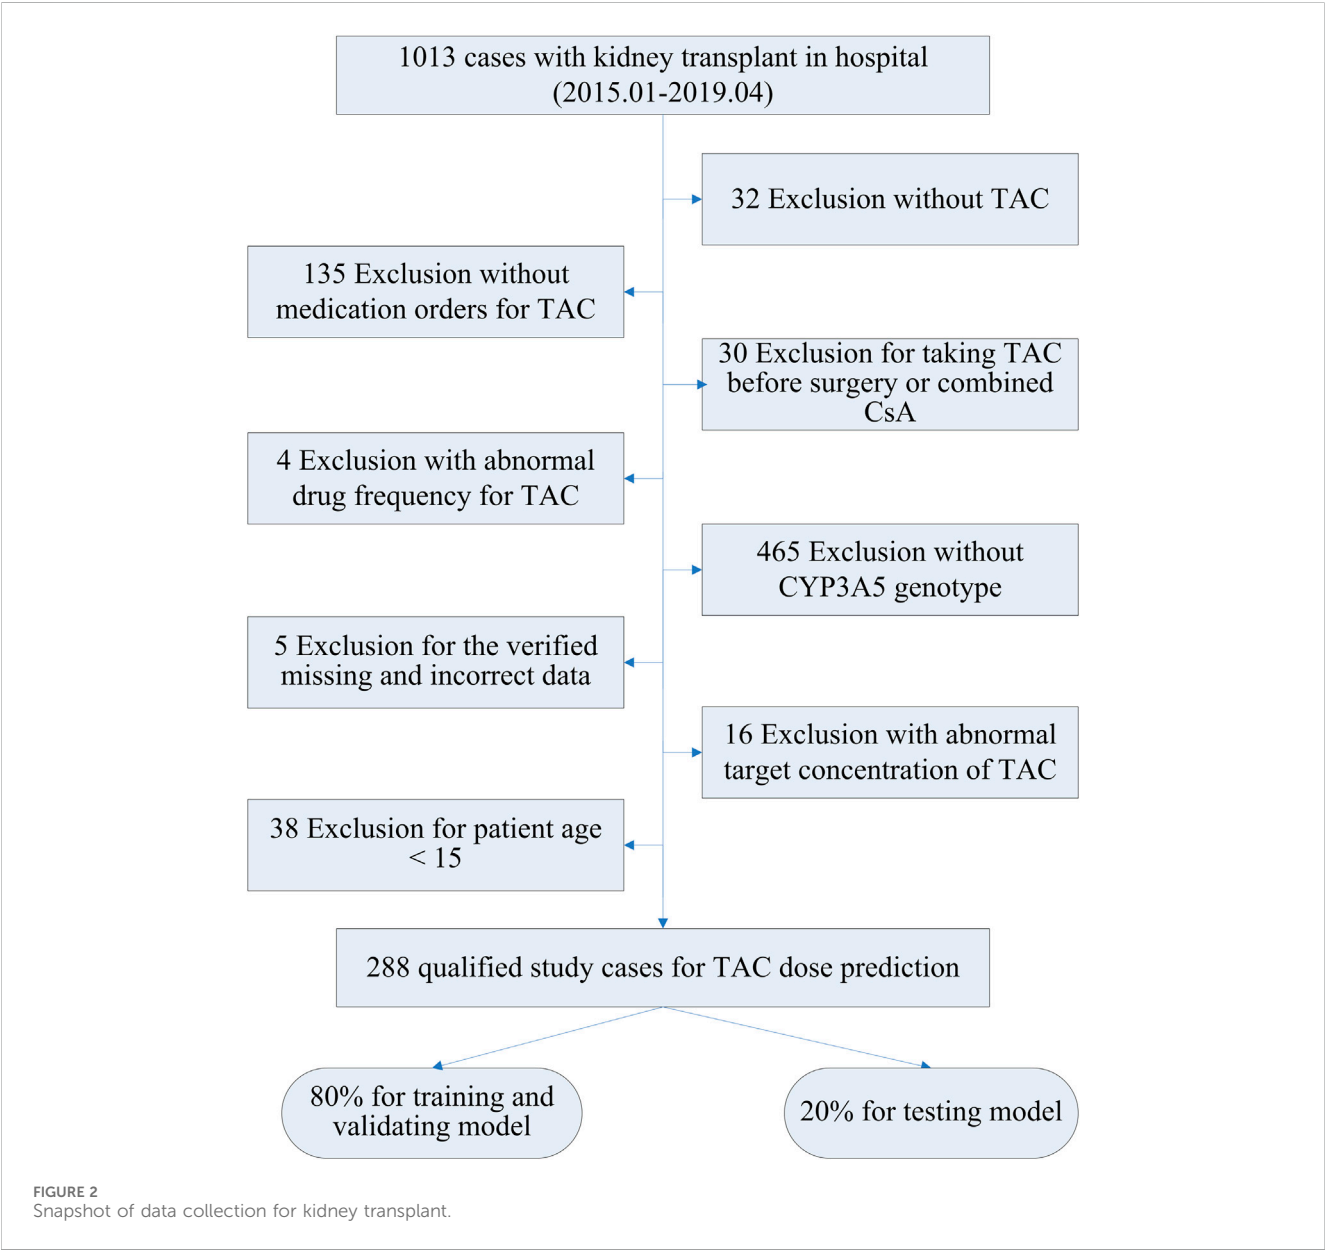 1013 cases with kidney transplant in hospital
(2015.01-2019.04)
32 Exclusion without TAC
135 Exclusion without
medication orders for TAC
30 Exclusion for taking TAC
before surgery or combined
CsA
4 Exclusion with abnormal
drug frequency for TAC
465 Exclusion without
CYP3A5 genotype
5 Exclusion for the verified
missing and incorrect data
16 Exclusion with abnormal
target concentration of TAC
38 Exclusion for patient age
< 15
288 qualified study cases for TAC dose prediction
80% for training and
validating model
20% for testing model
FIGURE 2
Snapshot of data collection for kidney transplant.